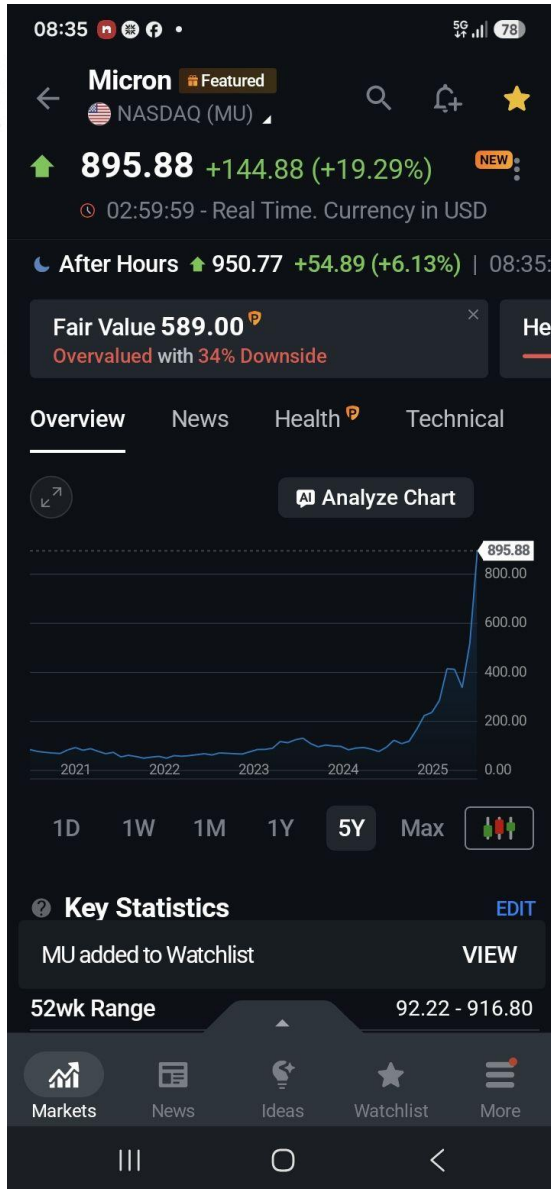 08:35
5G 78
Micron Featured
NASDAQ (MU)
895.88 +144.88 (+19.29%) NEW
02:59:59 - Real Time. Currency in USD
After Hours 950.77 +54.89 (+6.13%) | 08:35:
Fair Value 589.00 P
Overvalued with 34% Downside
He
Overview News Health P Technical
AI Analyze Chart
895.88
800.00
600.00
400.00
200.00
0.00
2021 2022 2023 2024 2025
1D 1W 1M 1Y 5Y Max
? Key Statistics EDIT
MU added to Watchlist VIEW
52wk Range 92.22 - 916.80
Markets News Ideas Watchlist More